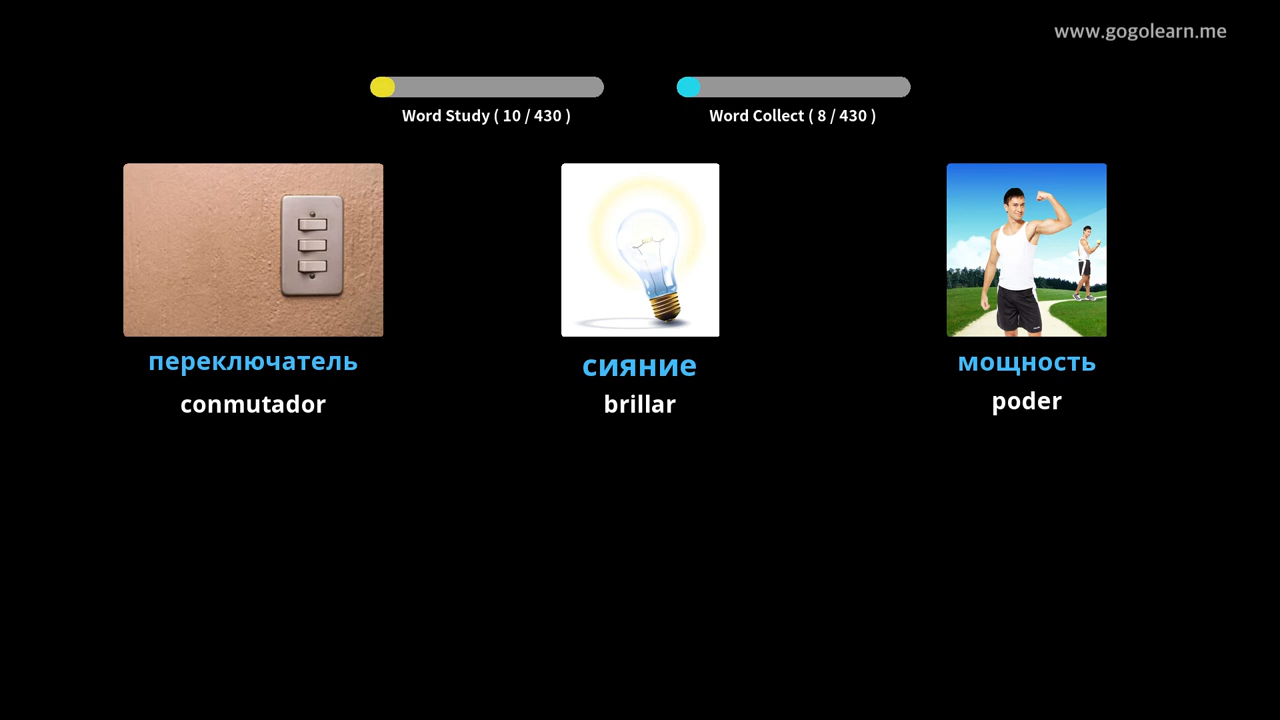 www.gogolearn.me
Word Study ( 10 / 430 )
Word Collect ( 8 / 430 )
переключатель
conmutador
сияние
brillar
мощность
poder